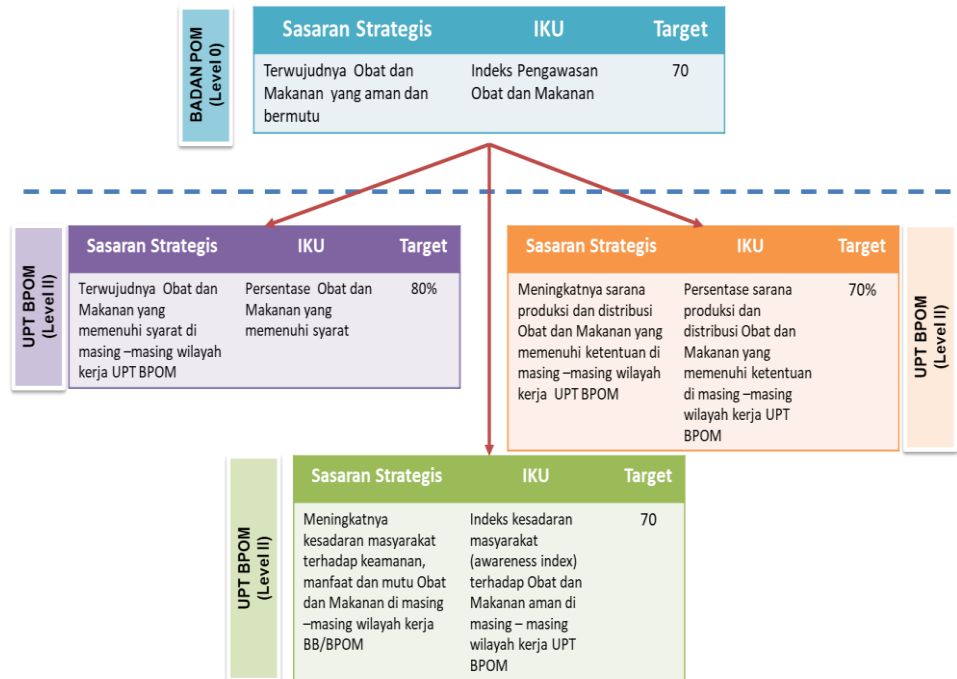 BADAN POM
(Level 0)
Sasaran Strategis IKU Target
Terwujudnya Obat dan
Makanan yang aman dan
bermutu
Indeks Pengawasan
Obat dan Makanan
70
UPT BPOM
(Level II)
Sasaran Strategis IKU Target
Terwujudnya Obat dan
Makanan yang
memenuhi syarat di
masing –masing wilayah
kerja UPT BPOM
Persentase Obat dan
Makanan yang
memenuhi syarat
80%
Sasaran Strategis IKU Target
Meningkatnya sarana
produksi dan distribusi
Obat dan Makanan yang
memenuhi ketentuan di
masing –masing wilayah
kerja UPT BPOM
Persentase sarana
produksi dan
distribusi Obat dan
Makanan yang
memenuhi ketentuan
di masing –masing
wilayah kerja UPT
BPOM
70%
UPT BPOM
(Level II)
UPT BPOM
(Level II)
Sasaran Strategis IKU Target
Meningkatnya
kesadaran masyarakat
terhadap keamanan,
manfaat dan mutu Obat
dan Makanan di masing
–masing wilayah kerja
BB/BPOM
Indeks kesadaran
masyarakat
(awareness index)
terhadap Obat dan
Makanan aman di
masing – masing
wilayah kerja UPT
BPOM
70